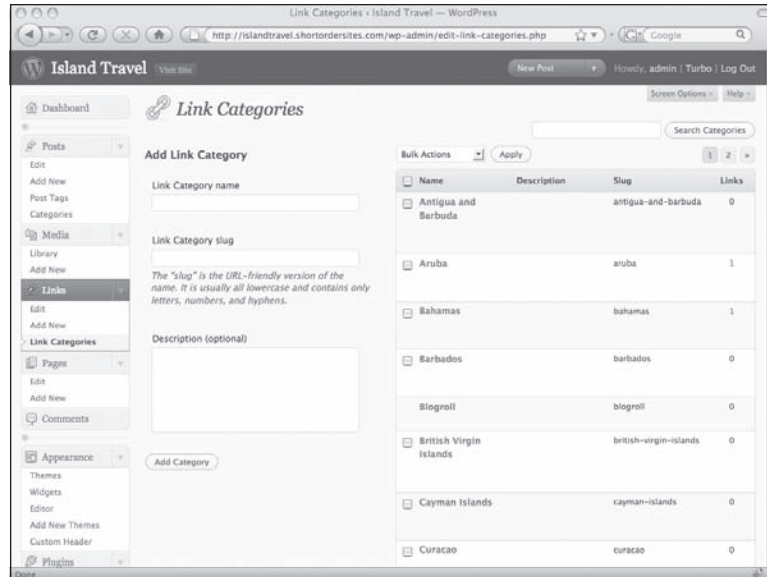 Link Categories ‹ Island Travel — WordPress
http://islandtravel.shortordersites.com/wp-admin/edit-link-categories.php
Google
Island Travel
Visit Site
New Post
Howdy, admin | Turbo | Log Out
Screen Options
Help
Dashboard
Posts
Edit
Add New
Post Tags
Categories
Media
Library
Add New
Links
Edit
Add New
Link Categories
Pages
Edit
Add New
Comments
Appearance
Themes
Widgets
Editor
Add New Themes
Custom Header
Plugins
Link Categories
Search Categories
Add Link Category
Link Category name
Link Category slug
The "slug" is the URL-friendly version of the
name. It is usually all lowercase and contains only
letters, numbers, and hyphens.
Description (optional)
Add Category
Bulk Actions
Apply
1 2 »
Name Description Slug Links
Antigua and antigua-and-barbuda 0
Barbuda
Aruba aruba 1
Bahamas bahamas 1
Barbados barbados 0
Blogroll blogroll 0
British Virgin british-virgin-islands 0
Islands
Cayman Islands cayman-islands 0
Curacao curacao 0
Done